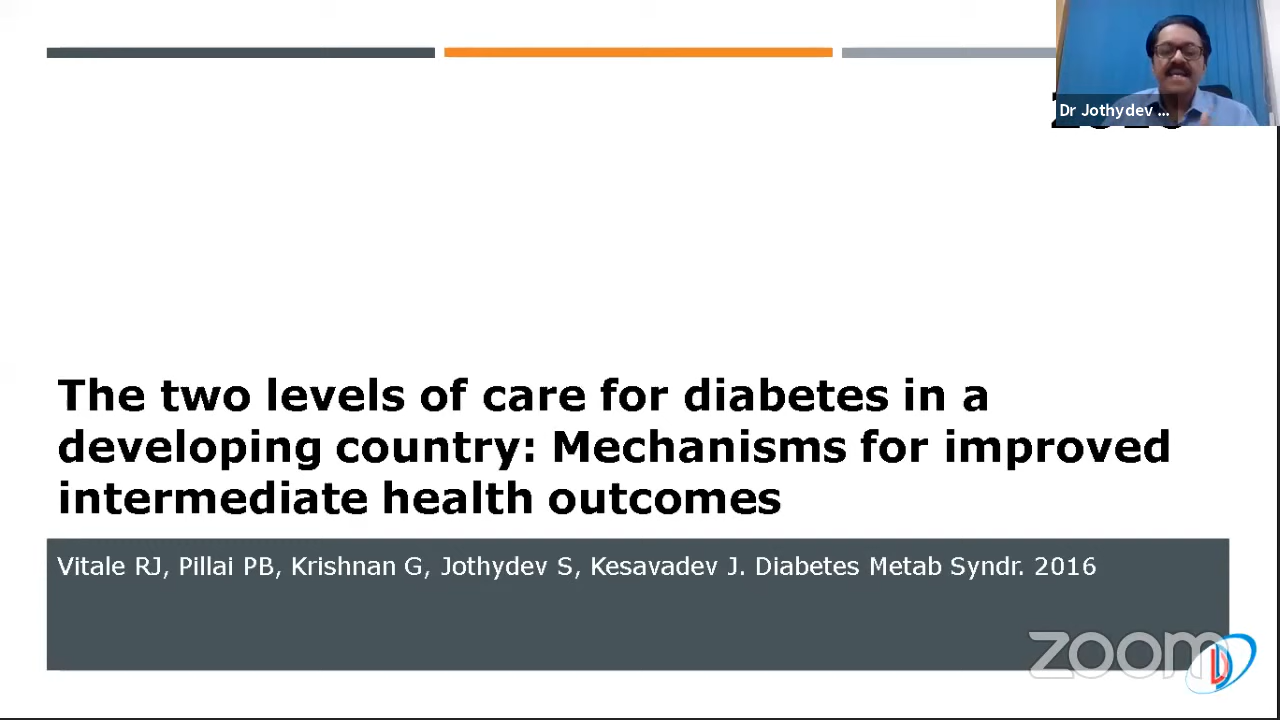 Dr Jothydev ...
The two levels of care for diabetes in a
developing country: Mechanisms for improved
intermediate health outcomes
Vitale RJ, Pillai PB, Krishnan G, Jothydev S, Kesavadev J. Diabetes Metab Syndr. 2016
zoom